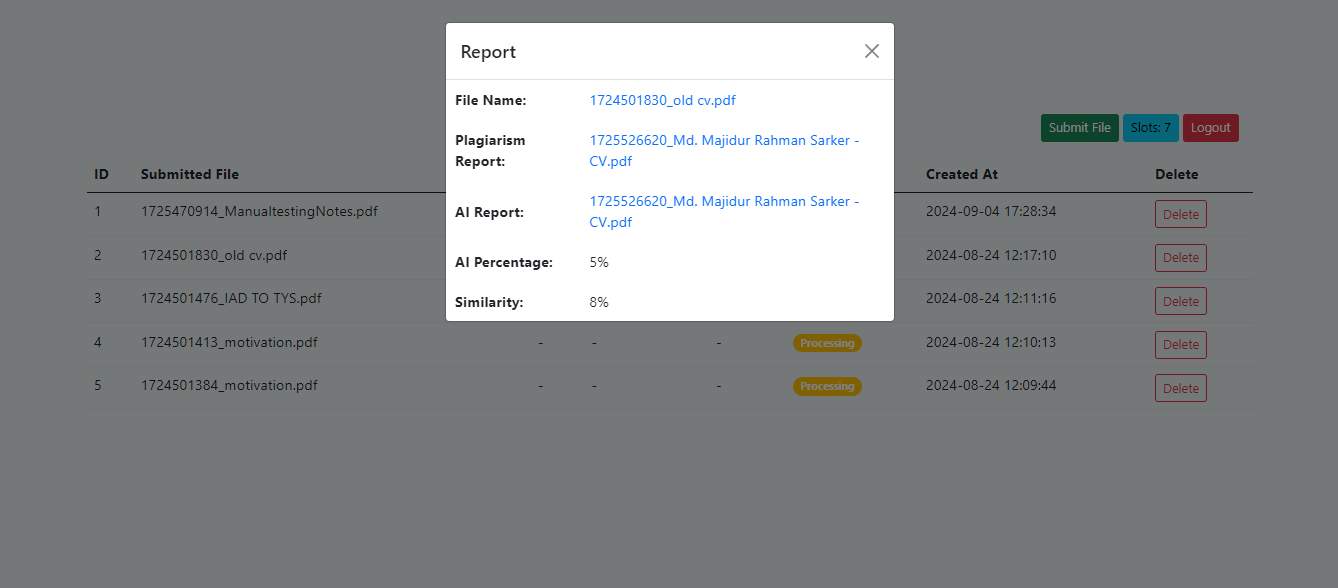 Report
File Name: 1724501830_old cv.pdf
Plagiarism Report: 1725526620_Md. Majidur Rahman Sarker - CV.pdf
AI Report: 1725526620_Md. Majidur Rahman Sarker - CV.pdf
AI Percentage: 5%
Similarity: 8%
Submit File Slots: 7 Logout
ID Submitted File Created At Delete
1 1725470914_ManualtestingNotes.pdf 2024-09-04 17:28:34 Delete
2 1724501830_old cv.pdf 2024-08-24 12:17:10 Delete
3 1724501476_IAD TO TYS.pdf 2024-08-24 12:11:16 Delete
4 1724501413_motivation.pdf - - - Processing 2024-08-24 12:10:13 Delete
5 1724501384_motivation.pdf - - - Processing 2024-08-24 12:09:44 Delete